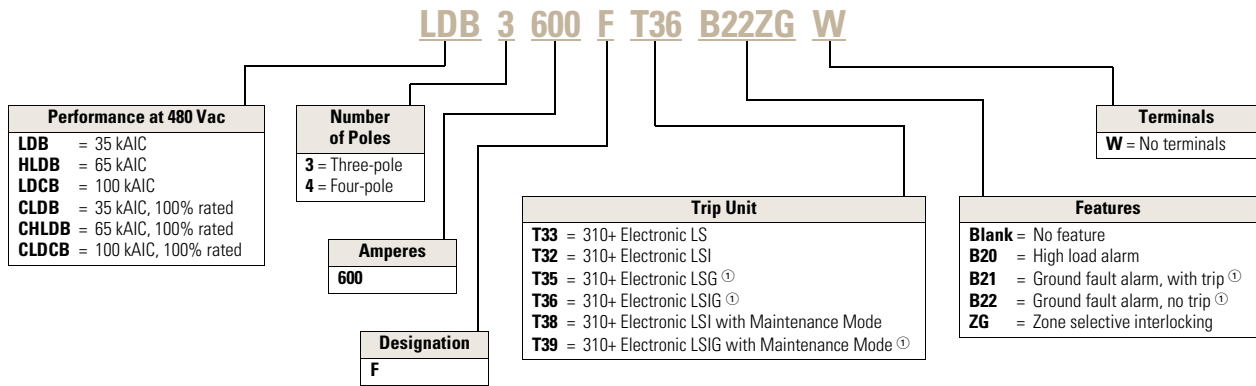 LDB 3 600 F T36 B22ZG W
Performance at 480 Vac
LDB = 35 kAIC
HLDB = 65 kAIC
LDCB = 100 kAIC
CLDB = 35 kAIC, 100% rated
CHLDB = 65 kAIC, 100% rated
CLDCB = 100 kAIC, 100% rated
Number
of Poles
3 = Three-pole
4 = Four-pole
Amperes
600
Designation
F
Trip Unit
T33 = 310+ Electronic LS
T32 = 310+ Electronic LSI
T35 = 310+ Electronic LSG ①
T36 = 310+ Electronic LSIG ①
T38 = 310+ Electronic LSI with Maintenance Mode
T39 = 310+ Electronic LSIG with Maintenance Mode ①
Features
Blank = No feature
B20 = High load alarm
B21 = Ground fault alarm, with trip ①
B22 = Ground fault alarm, no trip ①
ZG = Zone selective interlocking
Terminals
W = No terminals